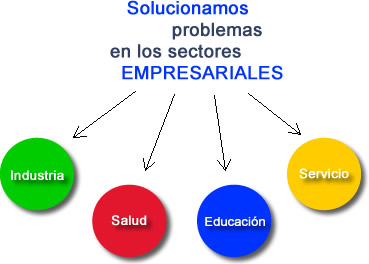 Solucionamos
problemas
en los sectores
EMPRESARIALES
Industria
Salud
Educación
Servicio